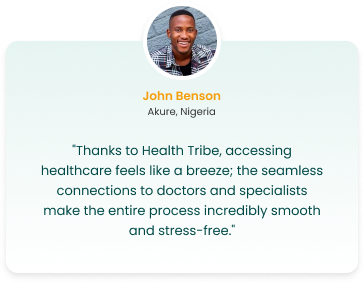 John Benson
Akure, Nigeria
"Thanks to Health Tribe, accessing
healthcare feels like a breeze; the seamless
connections to doctors and specialists
make the entire process incredibly smooth
and stress-free."